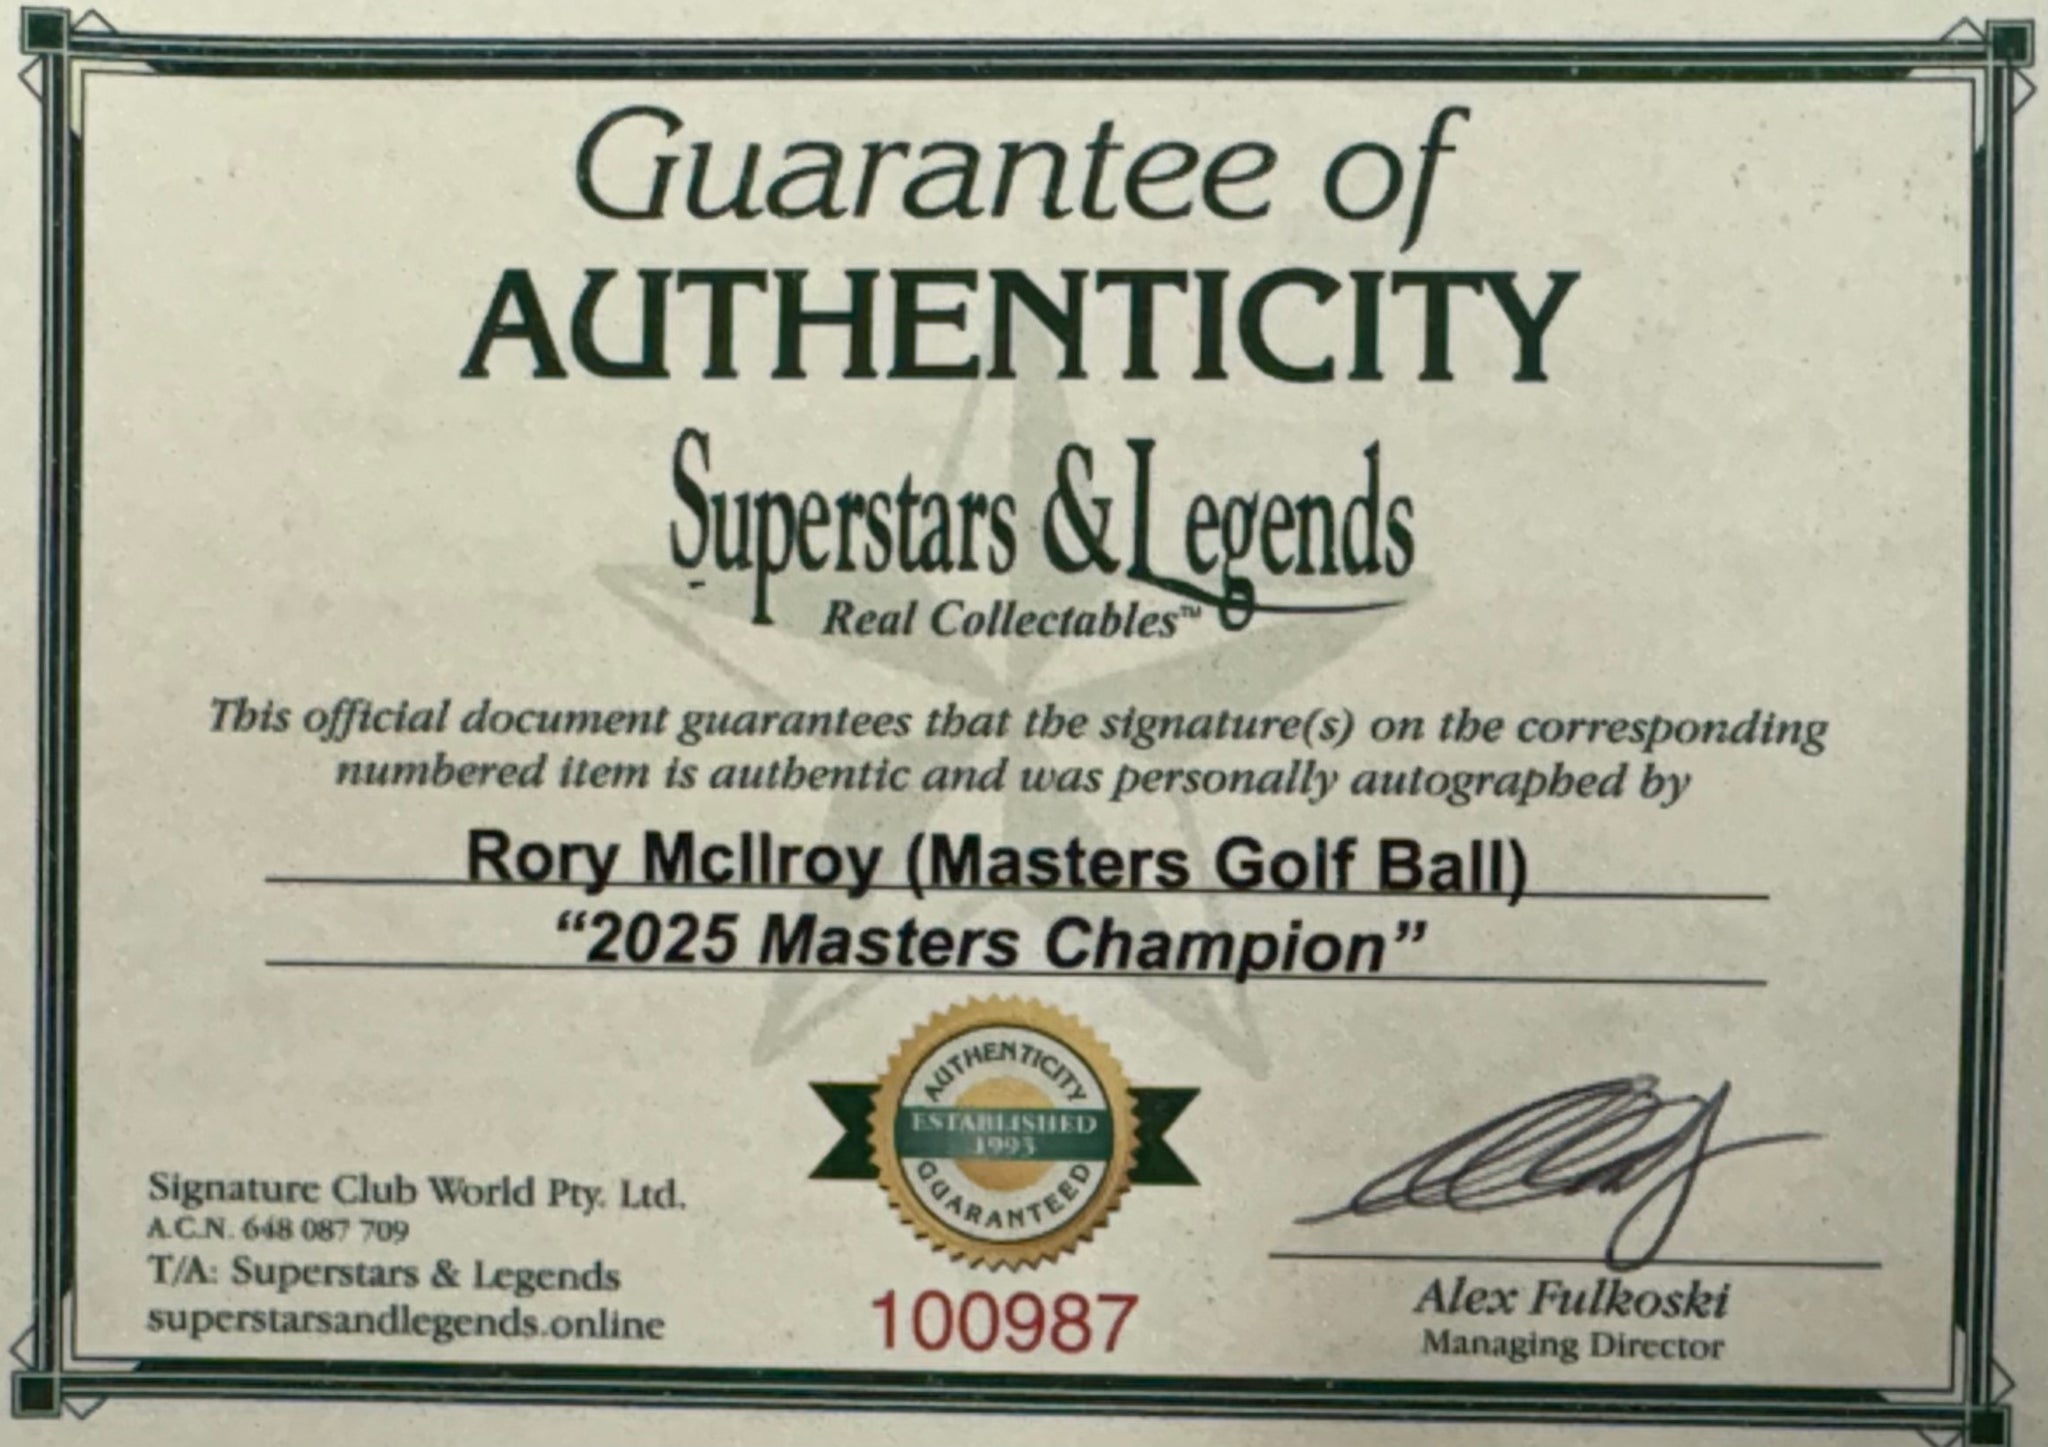 Guarantee of
AUTHENTICITY
Superstars & Legends
Real Collectables™
This official document guarantees that the signature(s) on the corresponding
numbered item is authentic and was personally autographed by
Rory McIlroy (Masters Golf Ball)
“2025 Masters Champion”
AUTHENTICITY
ESTABLISHED
1993
GUARANTEED
Signature Club World Pty. Ltd.
A.C.N. 648 087 709
T/A: Superstars & Legends
superstarsandlegends.online
100987
Alex Fulkoski
Managing Director